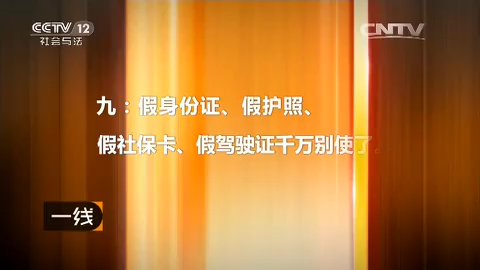 CCTV 12
社会与法
CNTV
九：假身份证、假护照、
假社保卡、假驾驶证千万别使了
一线